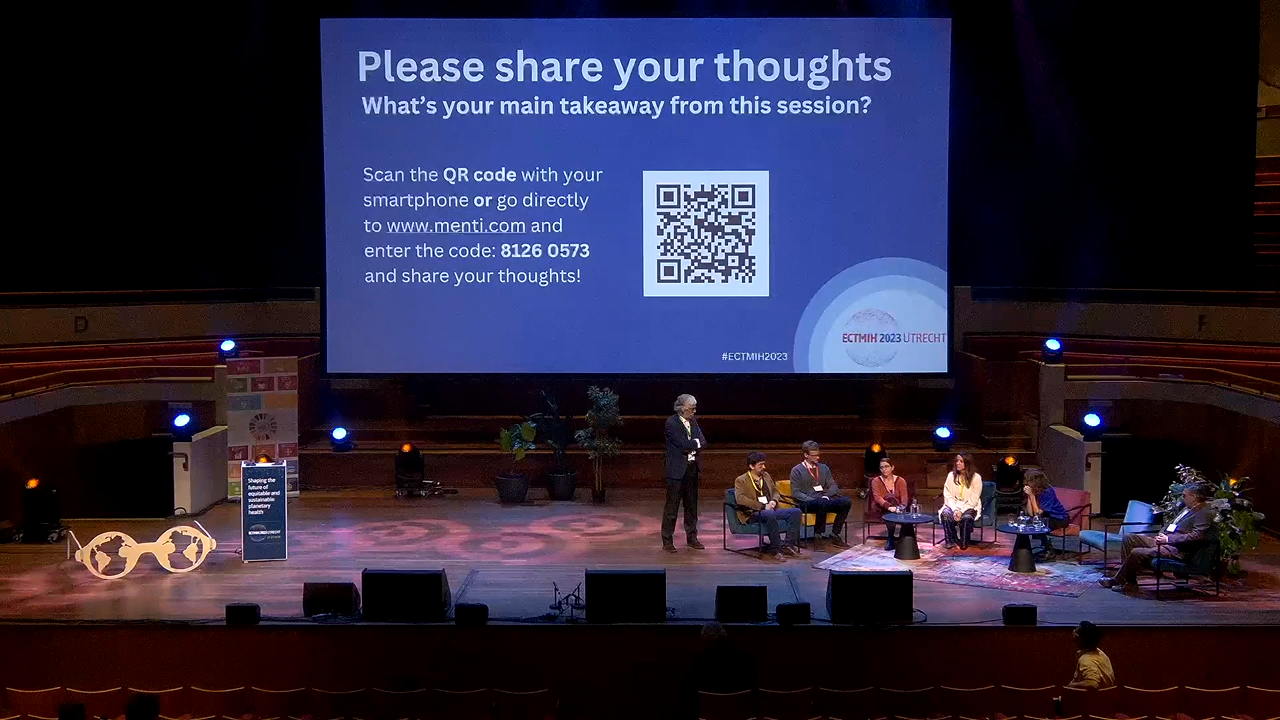 Please share your thoughts
What's your main takeaway from this session?
Scan the QR code with your
smartphone or go directly
to www.menti.com and
enter the code: 8126 0573
and share your thoughts!
ECTMIH 2023 UTRECHT
#ECTMIH2023
D
F
Shaping the
future of
equitable and
sustainable
planetary
health